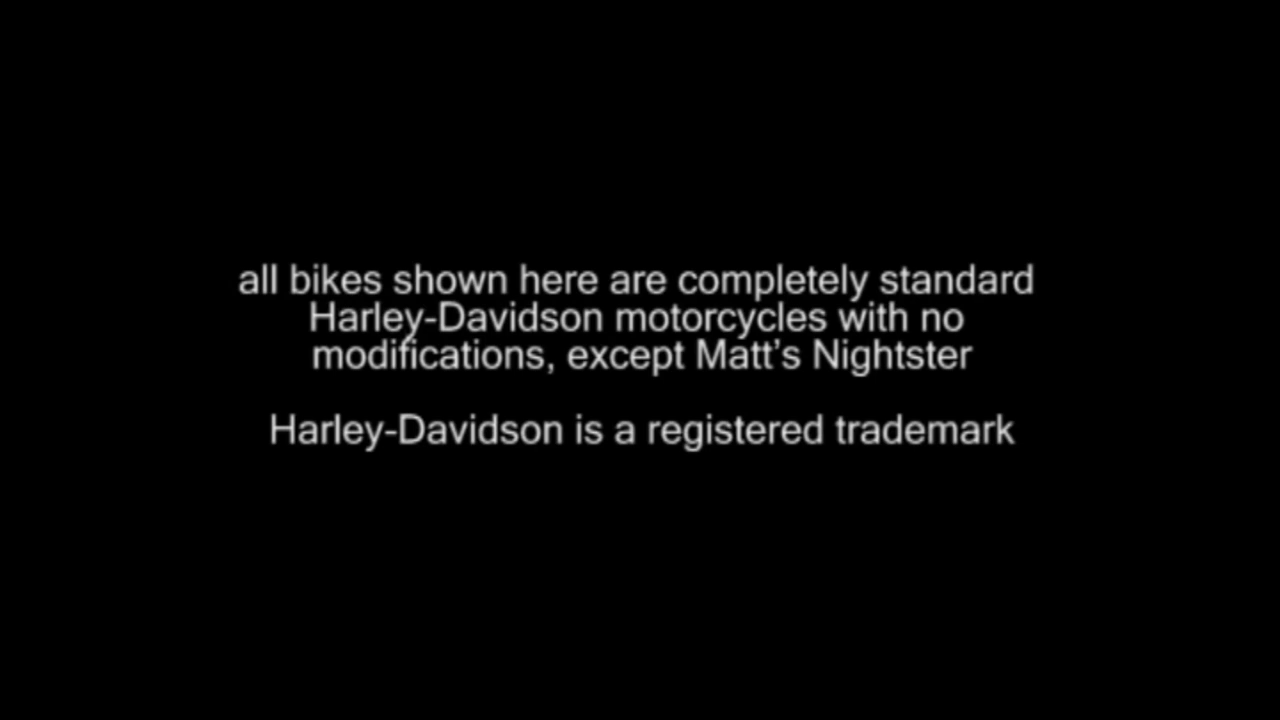 all bikes shown here are completely standard
Harley-Davidson motorcycles with no
modifications, except Matt’s Nightster
Harley-Davidson is a registered trademark